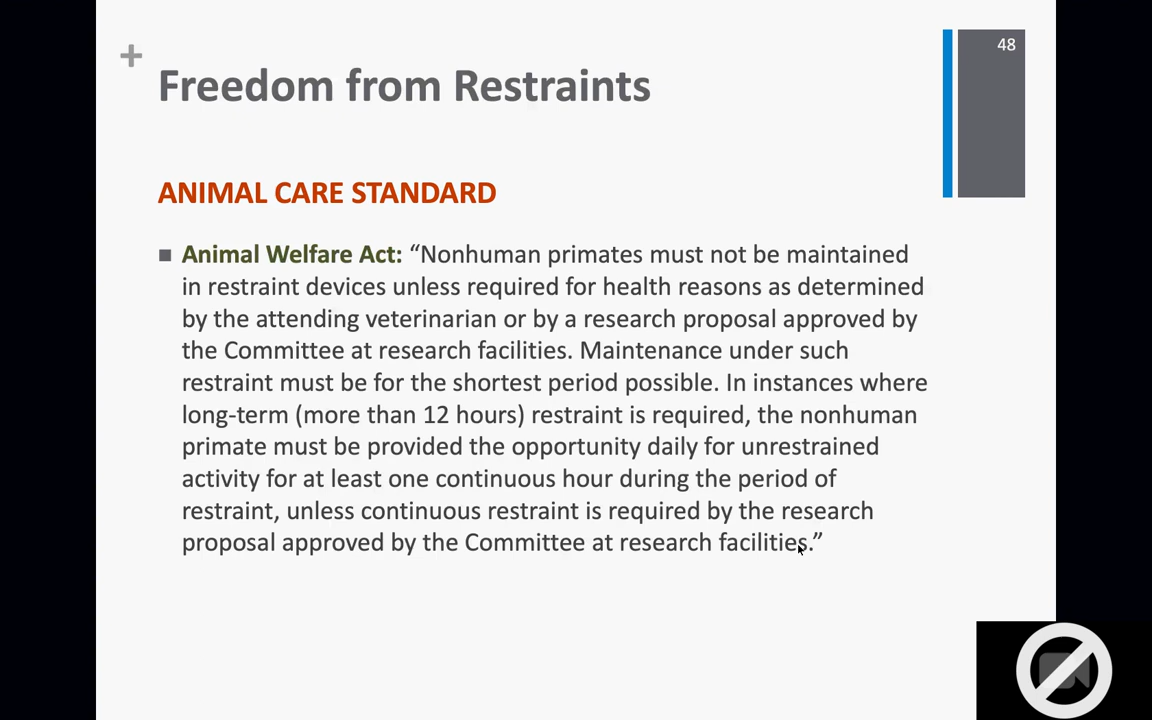 +
48
Freedom from Restraints
ANIMAL CARE STANDARD
Animal Welfare Act: “Nonhuman primates must not be maintained
in restraint devices unless required for health reasons as determined
by the attending veterinarian or by a research proposal approved by
the Committee at research facilities. Maintenance under such
restraint must be for the shortest period possible. In instances where
long-term (more than 12 hours) restraint is required, the nonhuman
primate must be provided the opportunity daily for unrestrained
activity for at least one continuous hour during the period of
restraint, unless continuous restraint is required by the research
proposal approved by the Committee at research facilities.”